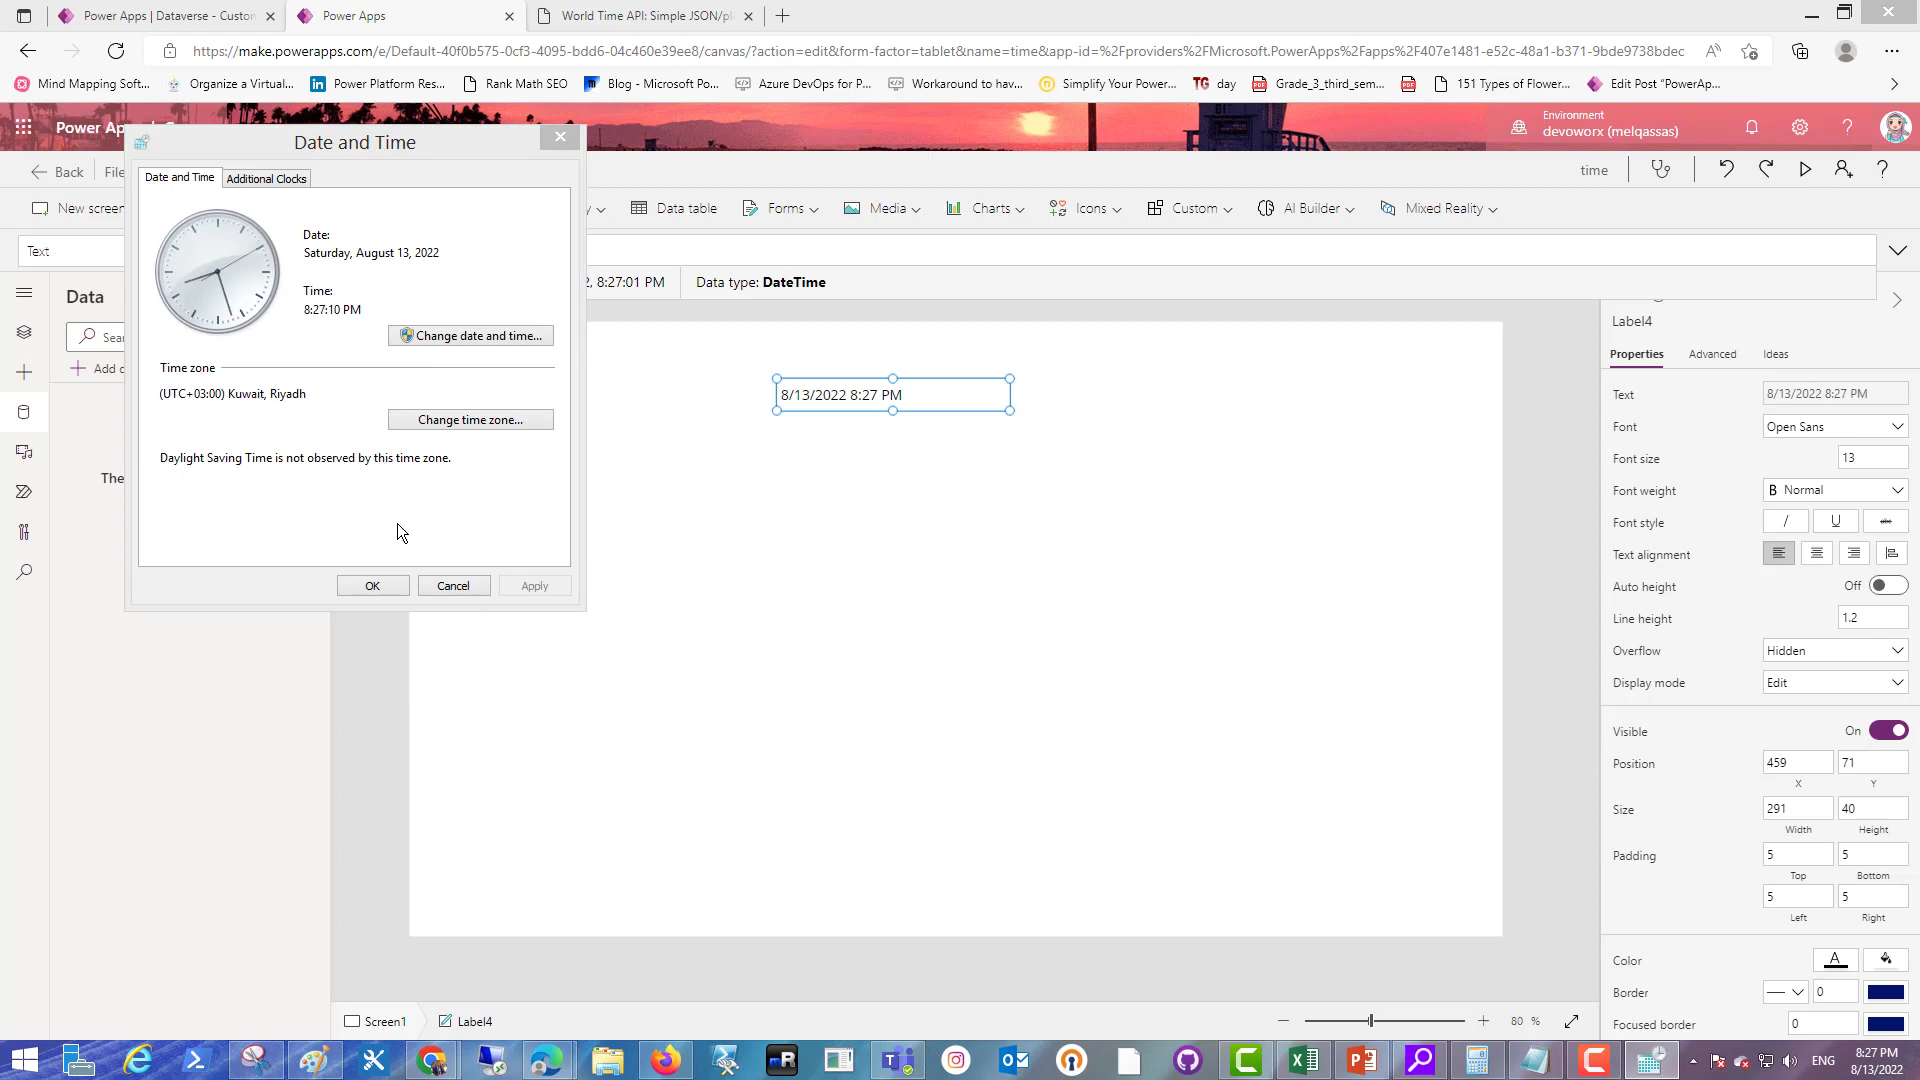 Power Apps | Dataverse - Custon
Power Apps
World Time API: Simple JSON/pl
https://make.powerapps.com/e/Default-40f0b575-0cf3-4095-bdd6-04c460e39ee8/canvas/?action=edit&form-factor=tablet&name=time&app-id=%2Fproviders%2FMicrosoft.PowerApps%2Fapps%2F407e1481-e52c-48a1-b371-9bde9738bdec
Mind Mapping Soft...
Organize a Virtual...
Power Platform Res...
Rank Math SEO
Blog - Microsoft Po...
Azure DevOps for P...
Workaround to hav...
Simplify Your Power...
TG day
Grade_3_third_sem...
151 Types of Flower...
Edit Post "PowerAp...
Power Ap
Environment
devoworx (melqassas)
Back
File
time
New screen
Data table
Forms
Media
Charts
Icons
Custom
AI Builder
Mixed Reality
Text
2, 8:27:01 PM
Data type: DateTime
Data
Sear
Add d
The
Date and Time
Date and Time
Additional Clocks
Date:
Saturday, August 13, 2022
Time:
8:27:10 PM
Change date and time...
Time zone
(UTC+03:00) Kuwait, Riyadh
Change time zone...
Daylight Saving Time is not observed by this time zone.
OK
Cancel
Apply
8/13/2022 8:27 PM
Label4
Properties
Advanced
Ideas
Text
8/13/2022 8:27 PM
Font
Open Sans
Font size
13
Font weight
B Normal
Font style
/ U abc
Text alignment
Auto height
Off
Line height
1.2
Overflow
Hidden
Display mode
Edit
Visible
On
Position
459
71
X
Y
Size
291
40
Width
Height
Padding
5
5
Top
Bottom
5
5
Left
Right
Color
A
Border
0
Focused border
0
Screen1
Label4
80 %
ENG
8:27 PM
8/13/2022